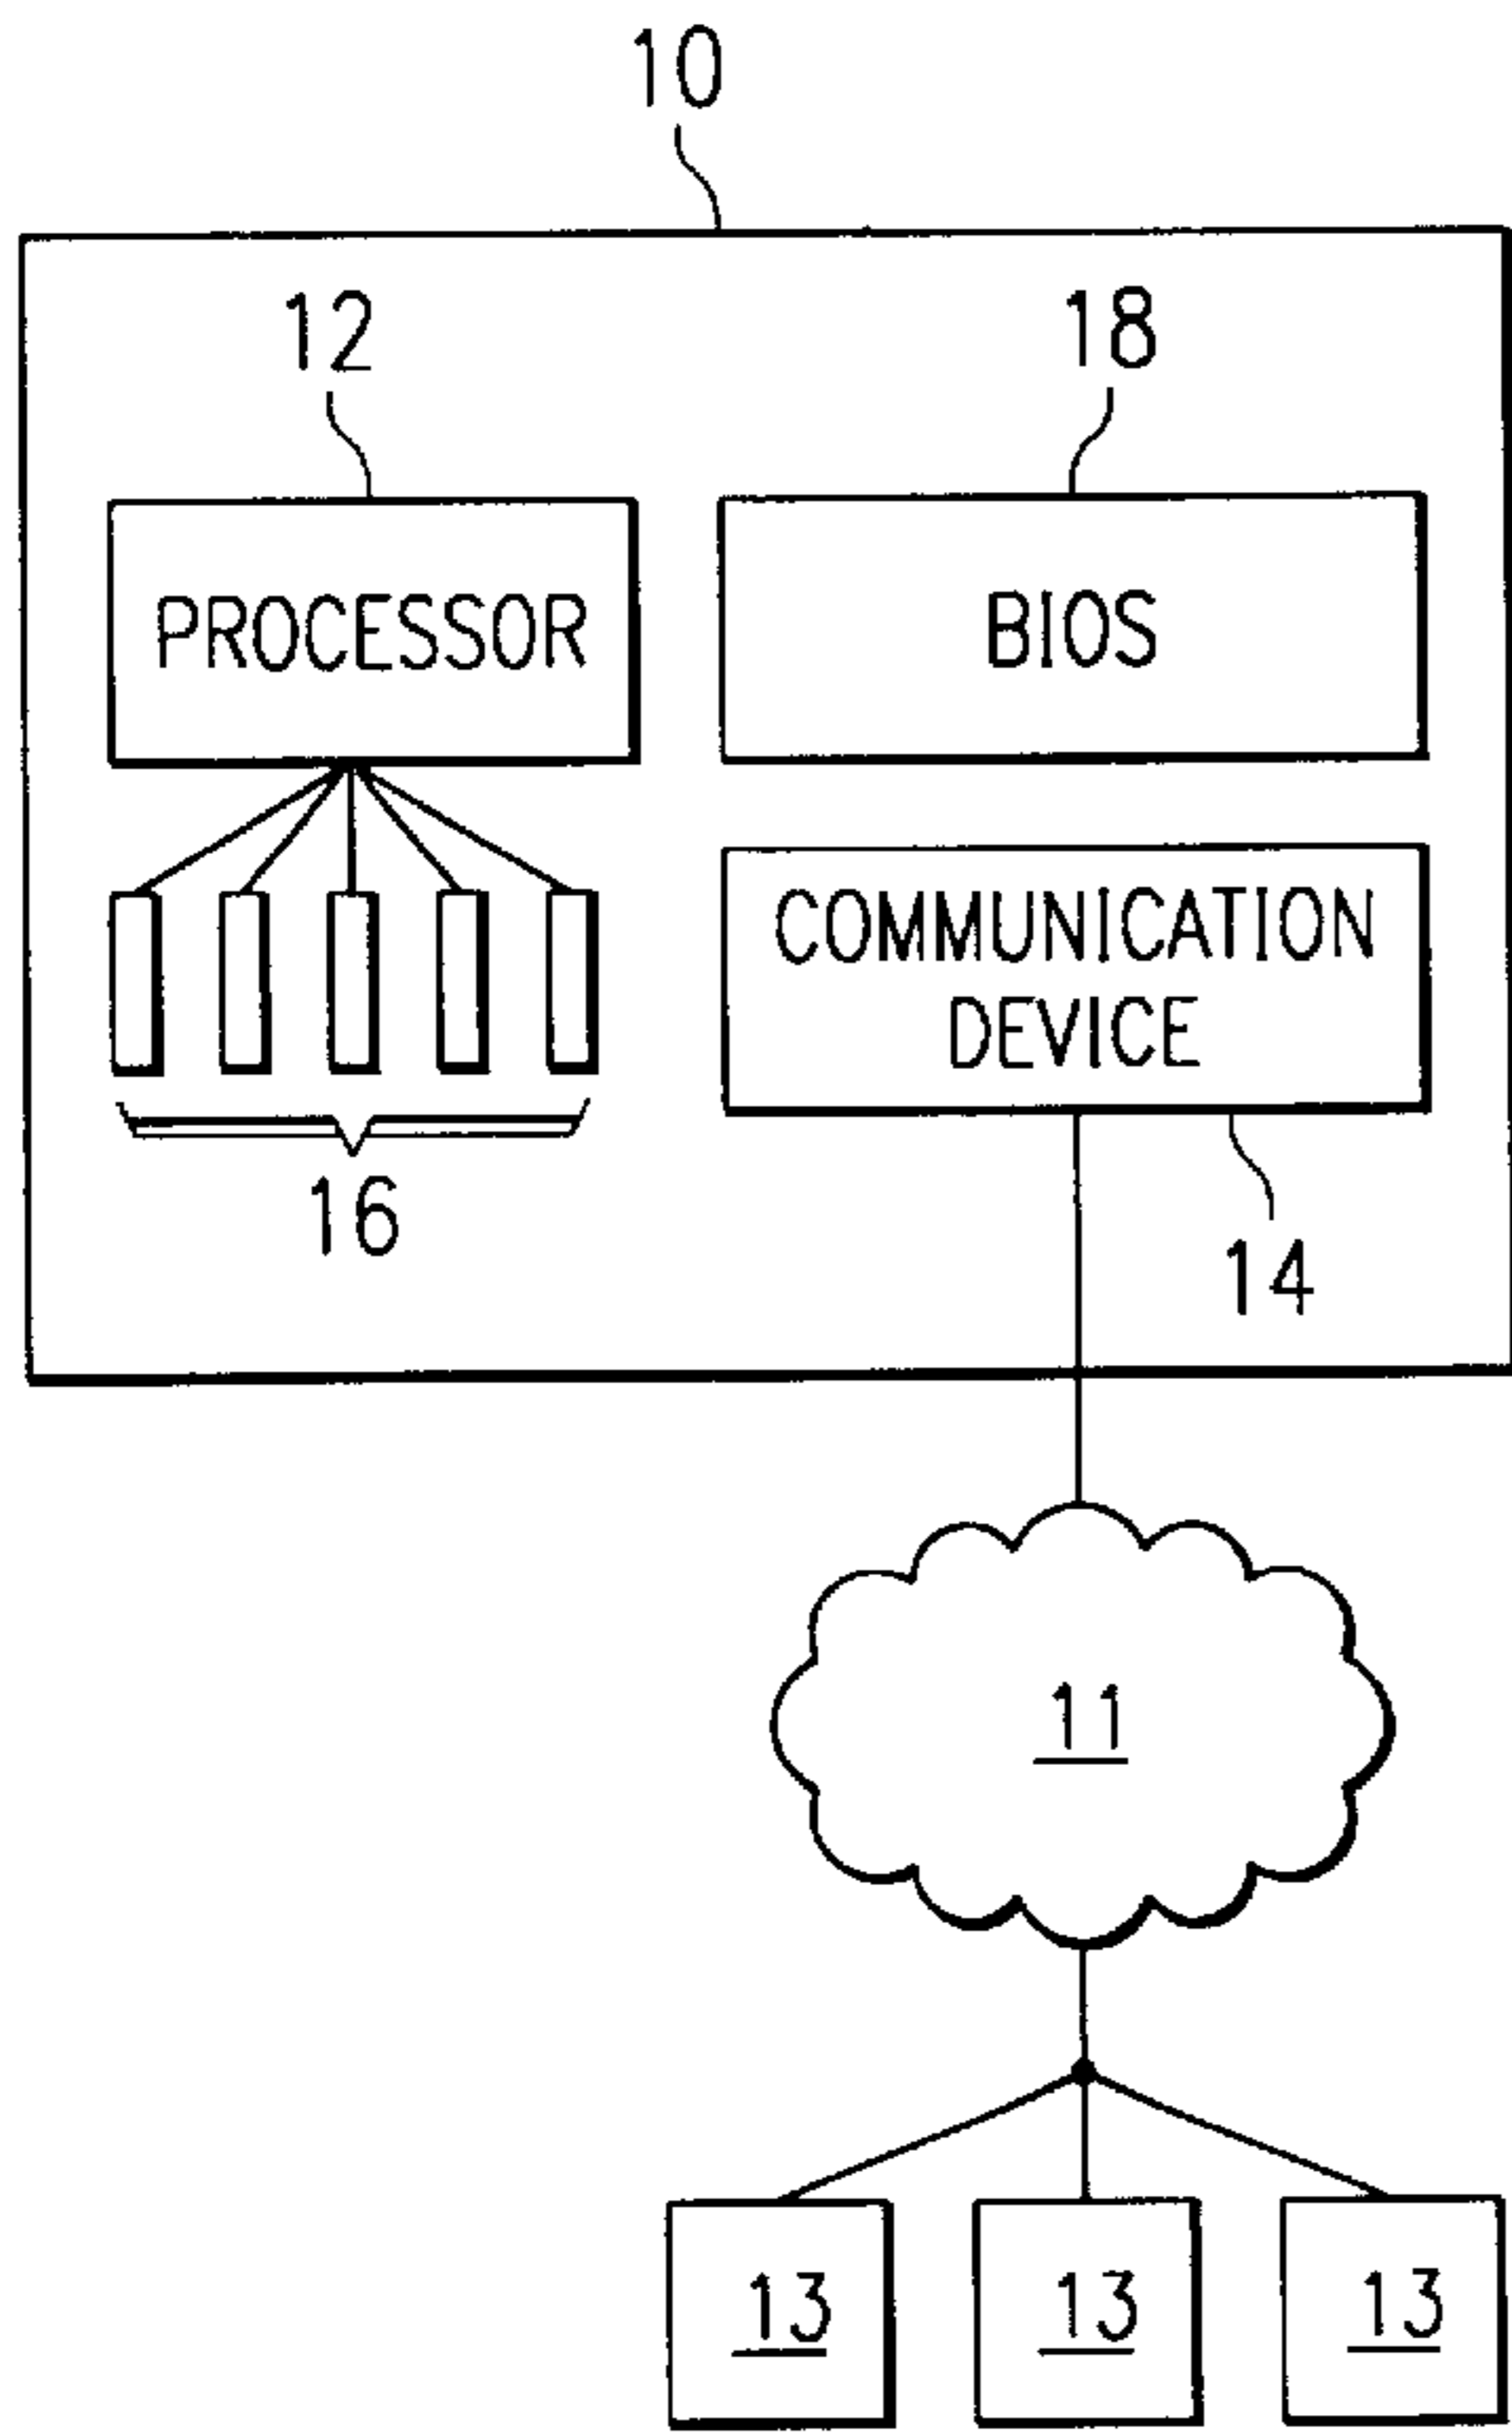 10
12
18
PROCESSOR
BIOS
COMMUNICATION
DEVICE
16
14
11
13
13
13